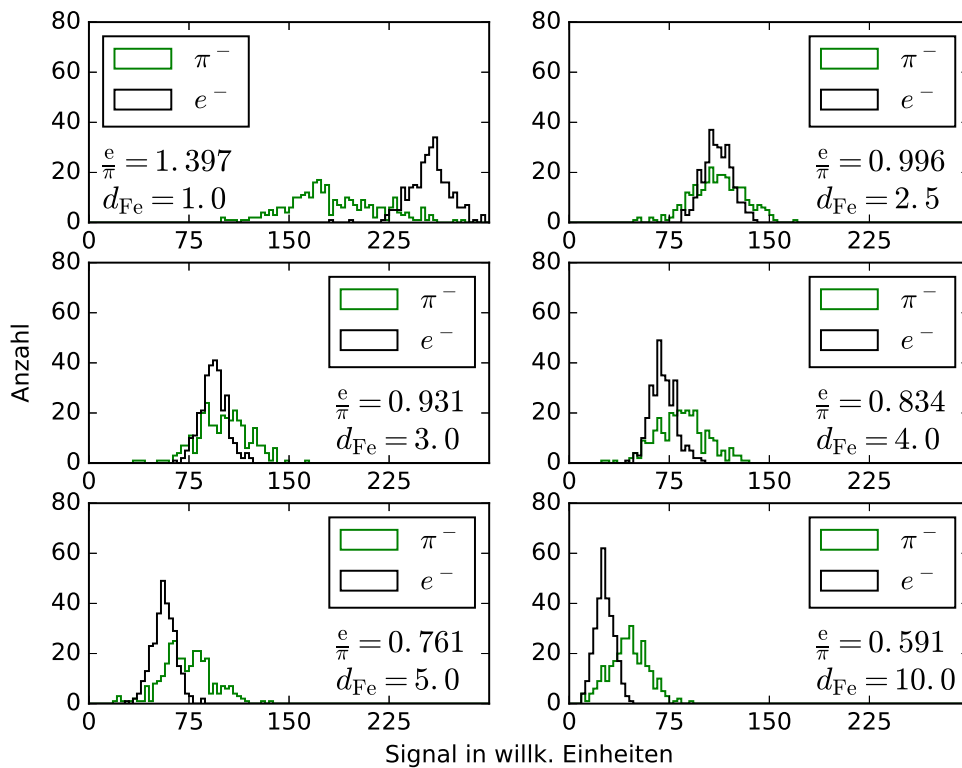 80
60
40
20
0
0 75 150 225
π⁻
e⁻
e/π = 1.397
d_Fe = 1.0
80
60
40
20
0
0 75 150 225
π⁻
e⁻
e/π = 0.996
d_Fe = 2.5
Anzahl
80
60
40
20
0
0 75 150 225
π⁻
e⁻
e/π = 0.931
d_Fe = 3.0
80
60
40
20
0
0 75 150 225
π⁻
e⁻
e/π = 0.834
d_Fe = 4.0
80
60
40
20
0
0 75 150 225
π⁻
e⁻
e/π = 0.761
d_Fe = 5.0
80
60
40
20
0
0 75 150 225
π⁻
e⁻
e/π = 0.591
d_Fe = 10.0
Signal in willk. Einheiten